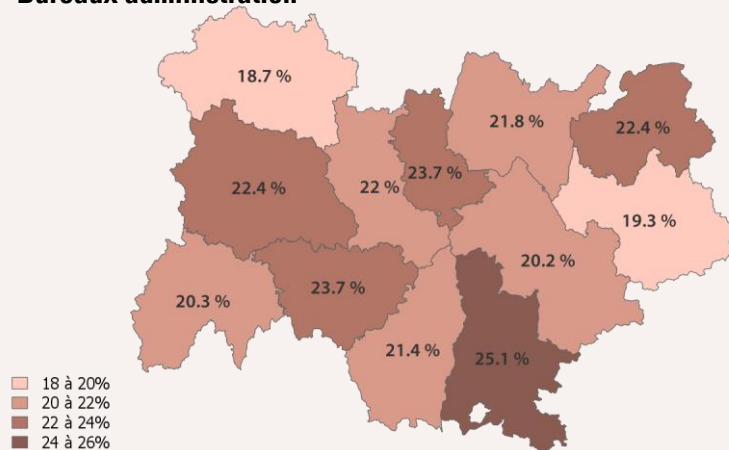 Bureaux administration
18.7 %
21.8 %
22.4 %
23.7 %
22.4 %
22 %
19.3 %
20.2 %
23.7 %
20.3 %
21.4 %
25.1 %
18 à 20%
20 à 22%
22 à 24%
24 à 26%